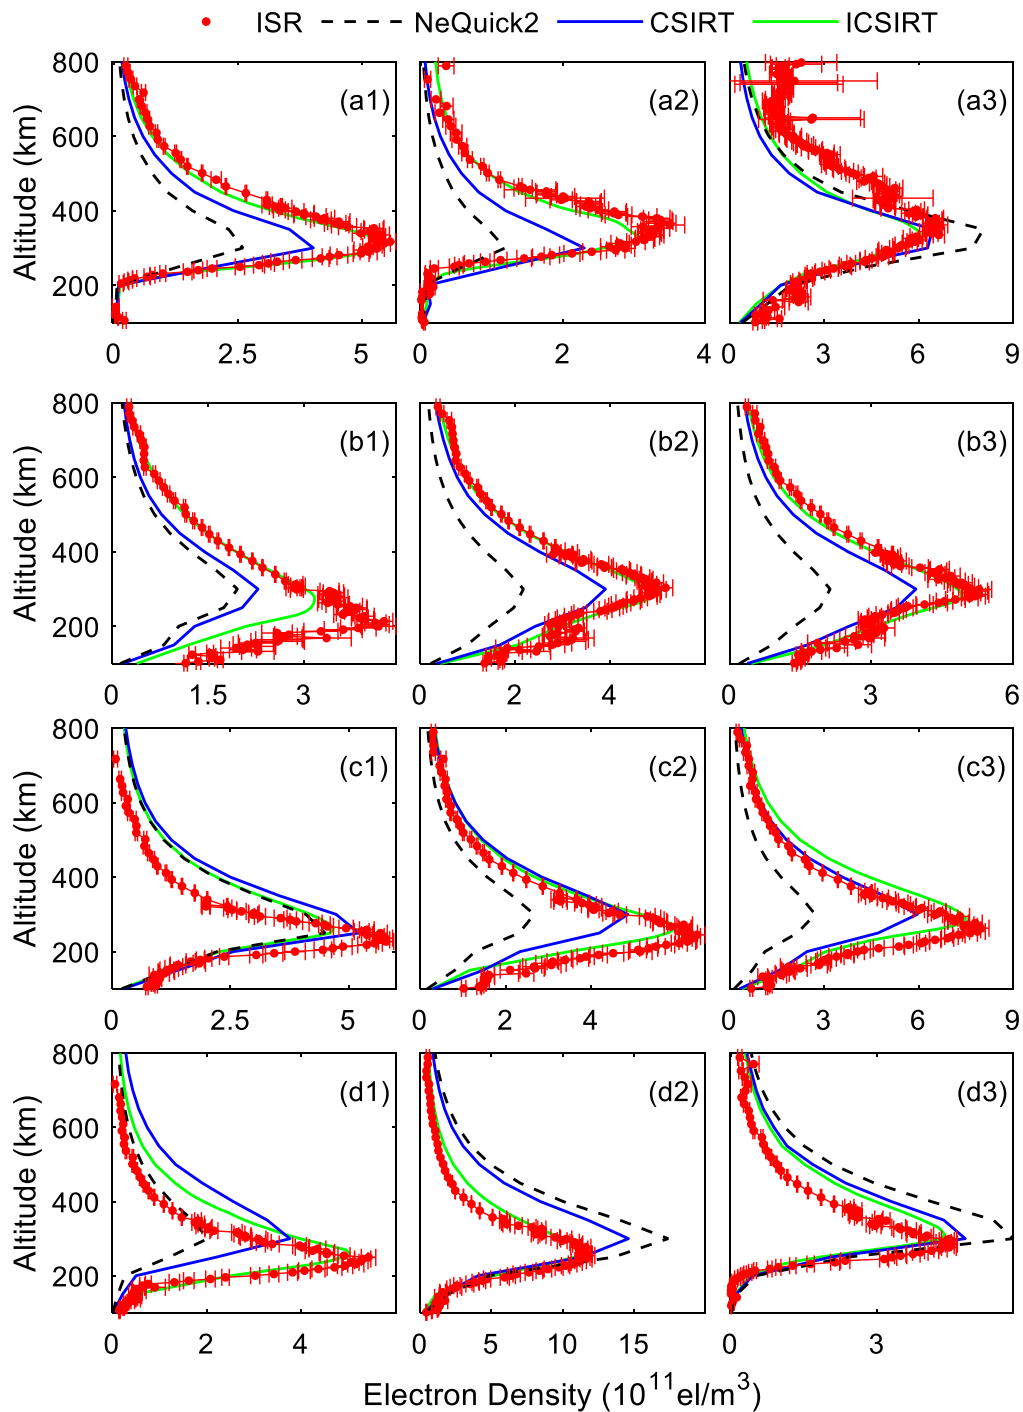 ISR NeQuick2 CSIRT ICSIRT
800 600 400 200
Altitude (km)
(a1) (a2) (a3)
0 2.5 5 0 2 4 0 3 6 9
800 600 400 200
Altitude (km)
(b1) (b2) (b3)
0 1.5 3 0 2 4 0 3 6
800 600 400 200
Altitude (km)
(c1) (c2) (c3)
0 2.5 5 0 2 4 0 3 6 9
800 600 400 200
Altitude (km)
(d1) (d2) (d3)
0 2 4 6 0 5 10 15 0 3
Electron Density (10^11 el/m^3)